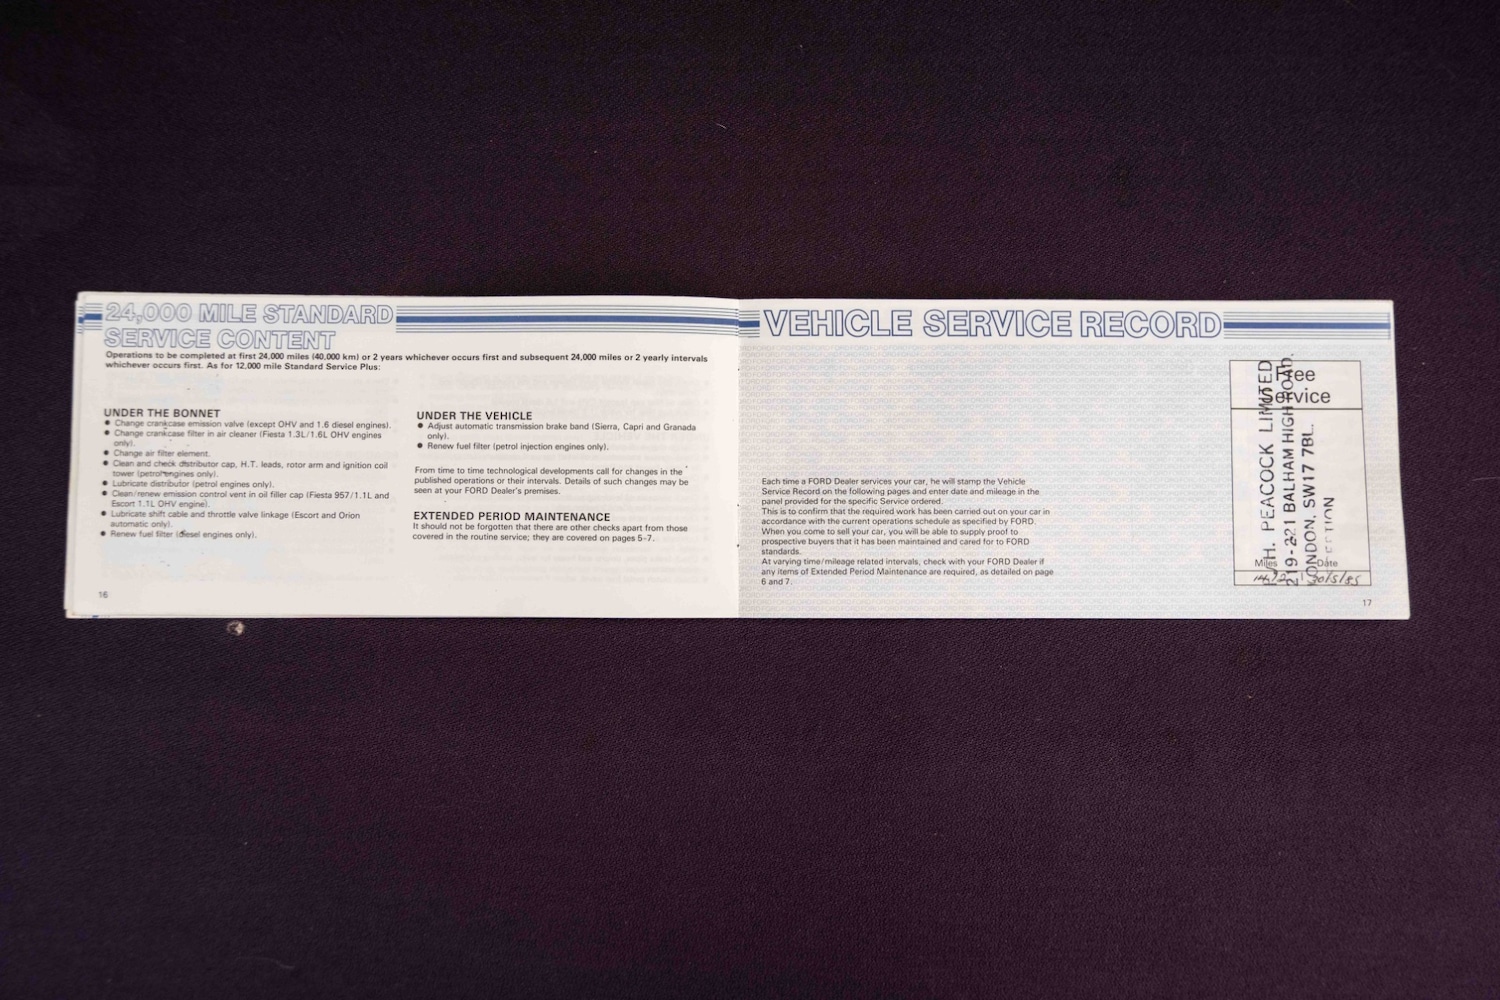 24,000 MILE STANDARD
SERVICE CONTENT
Operations to be completed at first 24,000 miles (40,000 km) or 2 years whichever occurs first and subsequent 24,000 miles or 2 yearly intervals
whichever occurs first. As for 12,000 mile Standard Service Plus:
UNDER THE BONNET
● Change crankcase emission valve (except OHV and 1.6 diesel engines).
● Change crankcase filter in air cleaner (Fiesta 1.3L/1.6L OHV engines
only).
● Change air filter element.
● Clean and check distributor cap, H.T. leads, rotor arm and ignition coil
tower (petrol engines only).
● Lubricate distributor (petrol engines only).
● Clean/renew emission control vent in oil filler cap (Fiesta 957/1.1L and
Escort 1.1L OHV engine).
● Lubricate shift cable and throttle valve linkage (Escort and Orion
automatic only).
● Renew fuel filter (diesel engines only).
16
UNDER THE VEHICLE
● Adjust automatic transmission brake band (Sierra, Capri and Granada
only).
● Renew fuel filter (petrol injection engines only).
From time to time technological developments call for changes in the
published operations or their intervals. Details of such changes may be
seen at your FORD Dealer's premises.
EXTENDED PERIOD MAINTENANCE
It should not be forgotten that there are other checks apart from those
covered in the routine service; they are covered on pages 5-7.
VEHICLE SERVICE RECORD
Each time a FORD Dealer services your car, he will stamp the Vehicle
Service Record on the following pages and enter date and mileage in the
panel provided for the specific Service ordered.
This is to confirm that the required work has been carried out on your car in
accordance with the current operations schedule as specified by FORD.
When you come to sell your car, you will be able to supply proof to
prospective buyers that it has been maintained and cared for to FORD
standards.
At varying time/mileage related intervals, check with your FORD Dealer if
any items of Extended Period Maintenance are required, as detailed on page
6 and 7.
Free
Service
H. PEACOCK LIMITED
219-221 BALHAM HIGH ROAD.
LONDON, SW17 7BL.
Miles Date
30/5/85
17